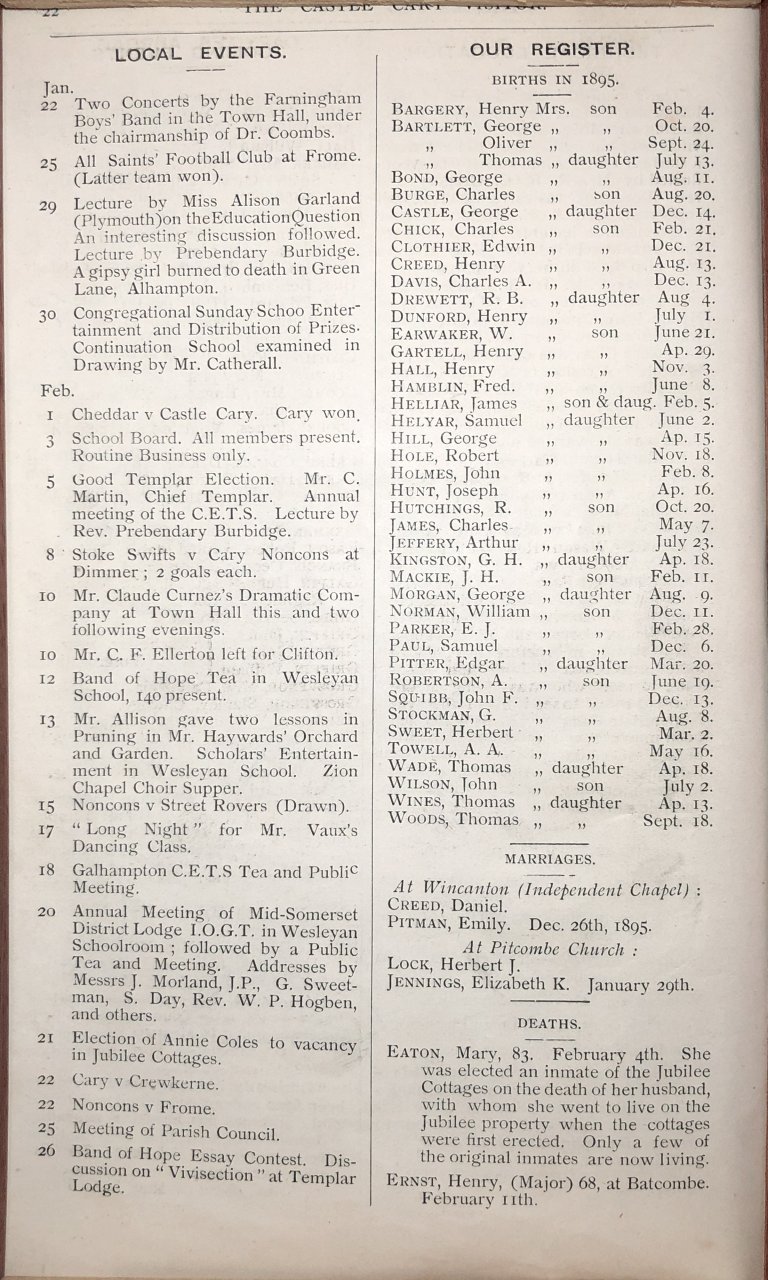 22 THE CASTLE CARY VISITOR.
LOCAL EVENTS.
Jan.
22 Two Concerts by the Farningham
Boys' Band in the Town Hall, under
the chairmanship of Dr. Coombs.
25 All Saints' Football Club at Frome.
(Latter team won).
29 Lecture by Miss Alison Garland
(Plymouth)on theEducationQuestion
An interesting discussion followed.
Lecture by Prebendary Burbidge.
A gipsy girl burned to death in Green
Lane, Alhampton.
30 Congregational Sunday Schoo Enter-
tainment and Distribution of Prizes.
Continuation School examined in
Drawing by Mr. Catherall.
Feb.
1 Cheddar v Castle Cary. Cary won.
3 School Board. All members present.
Routine Business only.
5 Good Templar Election. Mr. C.
Martin, Chief Templar. Annual
meeting of the C.E.T.S. Lecture by
Rev. Prebendary Burbidge.
8 Stoke Swifts v Cary Noncons at
Dimmer ; 2 goals each.
10 Mr. Claude Curnez's Dramatic Com-
pany at Town Hall this and two
following evenings.
10 Mr. C. F. Ellerton left for Clifton.
12 Band of Hope Tea in Wesleyan
School, 140 present.
13 Mr. Allison gave two lessons in
Pruning in Mr. Haywards' Orchard
and Garden. Scholars' Entertain-
ment in Wesleyan School. Zion
Chapel Choir Supper.
15 Noncons v Street Rovers (Drawn).
17 "Long Night" for Mr. Vaux's
Dancing Class.
18 Galhampton C.E.T.S Tea and Public
Meeting.
20 Annual Meeting of Mid-Somerset
District Lodge I.O.G.T. in Wesleyan
Schoolroom ; followed by a Public
Tea and Meeting. Addresses by
Messrs J. Morland, J.P., G. Sweet-
man, S. Day, Rev. W. P. Hogben,
and others.
21 Election of Annie Coles to vacancy
in Jubilee Cottages.
22 Cary v Crewkerne.
22 Noncons v Frome.
25 Meeting of Parish Council.
26 Band of Hope Essay Contest. Dis-
cussion on "Vivisection" at Templar
Lodge.
OUR REGISTER.
BIRTHS IN 1895.
BARGERY, Henry Mrs. son Feb. 4.
BARTLETT, George ,, ,, Oct. 20.
,, Oliver ,, ,, Sept. 24.
,, Thomas ,, daughter July 13.
BOND, George ,, ,, Aug. 11.
BURGE, Charles ,, son Aug. 20.
CASTLE, George ,, daughter Dec. 14.
CHICK, Charles ,, son Feb. 21.
CLOTHIER, Edwin ,, ,, Dec. 21.
CREED, Henry ,, ,, Aug. 13.
DAVIS, Charles A. ,, ,, Dec. 13.
DREWETT, R. B. ,, daughter Aug 4.
DUNFORD, Henry ,, ,, July 1.
EARWAKER, W. ,, son June 21.
GARTELL, Henry ,, ,, Ap. 29.
HALL, Henry ,, ,, Nov. 3.
HAMBLIN, Fred. ,, ,, June 8.
HELLIAR, James ,, son & daug. Feb. 5.
HELYAR, Samuel ,, daughter June 2.
HILL, George ,, ,, Ap. 15.
HOLE, Robert ,, ,, Nov. 18.
HOLMES, John ,, ,, Feb. 8.
HUNT, Joseph ,, ,, Ap. 16.
HUTCHINGS, R. ,, son Oct. 20.
JAMES, Charles ,, ,, May 7.
JEFFERY, Arthur ,, ,, July 23.
KINGSTON, G. H. ,, daughter Ap. 18.
MACKIE, J. H. ,, son Feb. 11.
MORGAN, George ,, daughter Aug. 9.
NORMAN, William ,, son Dec. 11.
PARKER, E. J. ,, ,, Feb. 28.
PAUL, Samuel ,, ,, Dec. 6.
PITTER, Edgar ,, daughter Mar. 20.
ROBERTSON, A. ,, son June 19.
SQUIBB, John F. ,, ,, Dec. 13.
STOCKMAN, G. ,, ,, Aug. 8.
SWEET, Herbert ,, ,, Mar. 2.
TOWELL, A. A. ,, ,, May 16.
WADE, Thomas ,, daughter Ap. 18.
WILSON, John ,, son July 2.
WINES, Thomas ,, daughter Ap. 13.
WOODS, Thomas ,, ,, Sept. 18.
MARRIAGES.
At Wincanton (Independent Chapel) :
CREED, Daniel.
PITMAN, Emily. Dec. 26th, 1895.
At Pitcombe Church :
LOCK, Herbert J.
JENNINGS, Elizabeth K. January 29th.
DEATHS.
EATON, Mary, 83. February 4th. She
was elected an inmate of the Jubilee
Cottages on the death of her husband,
with whom she went to live on the
Jubilee property when the cottages
were first erected. Only a few of
the original inmates are now living.
ERNST, Henry, (Major) 68, at Batcombe.
February 11th.